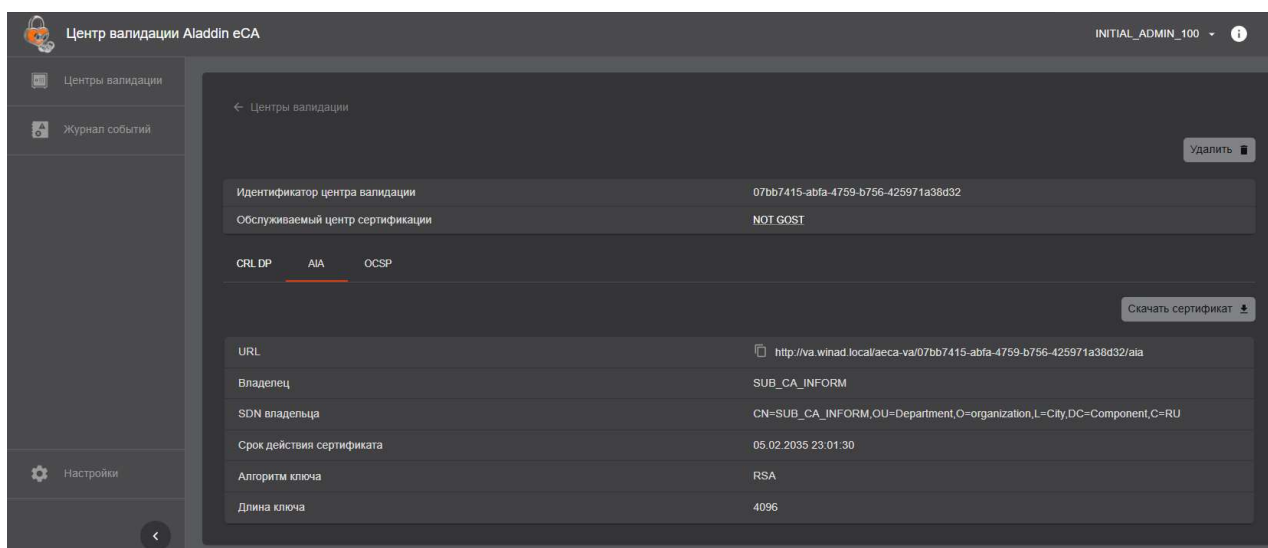 Центр валидации Aladdin eCA
INITIAL_ADMIN_100
Центры валидации
Журнал событий
Настройки
← Центры валидации
Удалить
Идентификатор центра валидации 07bb7415-abfa-4759-b756-425971a38d32
Обслуживаемый центр сертификации NOT GOST
CRL DP AIA OCSP
Скачать сертификат
URL http://va.winad.local/aeca-va/07bb7415-abfa-4759-b756-425971a38d32/aia
Владелец SUB_CA_INFORM
SDN владельца CN=SUB_CA_INFORM,OU=Department,O=organization,L=City,DC=Component,C=RU
Срок действия сертификата 05.02.2035 23:01:30
Алгоритм ключа RSA
Длина ключа 4096